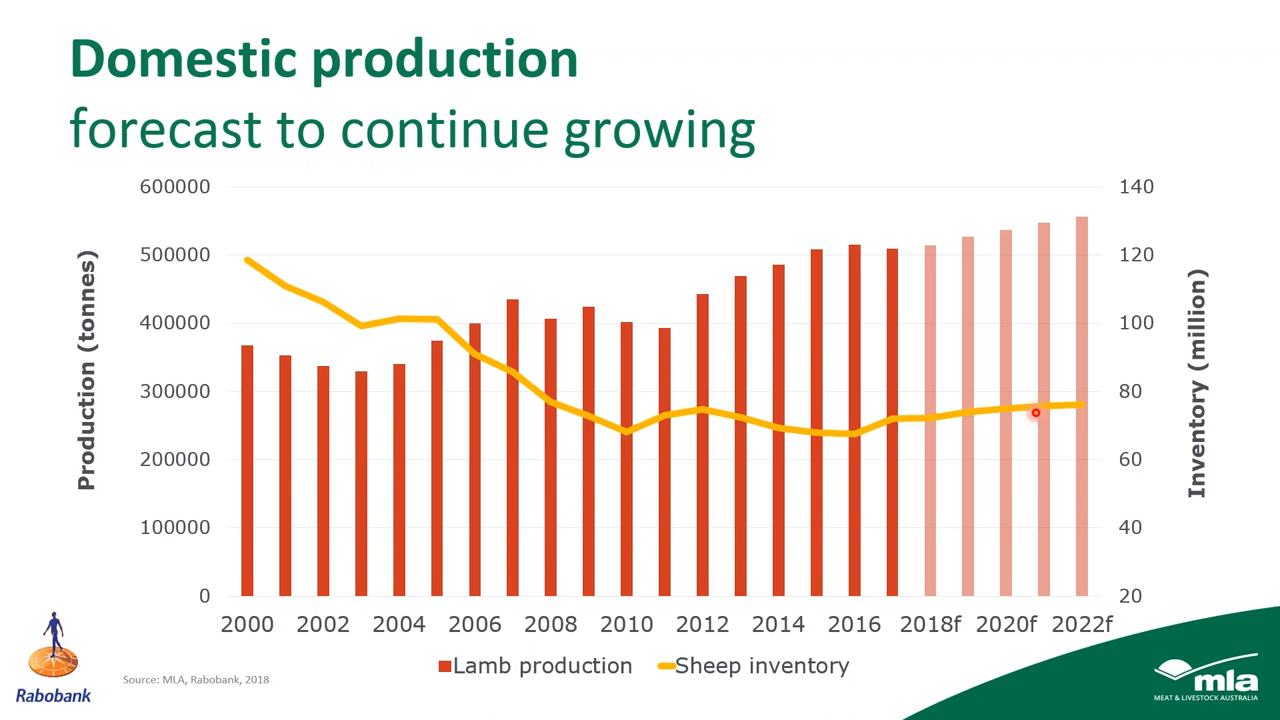 Domestic production
forecast to continue growing
600000
500000
400000
300000
200000
100000
0
Production (tonnes)
140
120
100
80
60
40
20
Inventory (million)
2000 2002 2004 2006 2008 2010 2012 2014 2016 2018f 2020f 2022f
Lamb production Sheep inventory
Source: MLA, Rabobank, 2018
Rabobank
mla
MEAT & LIVESTOCK AUSTRALIA